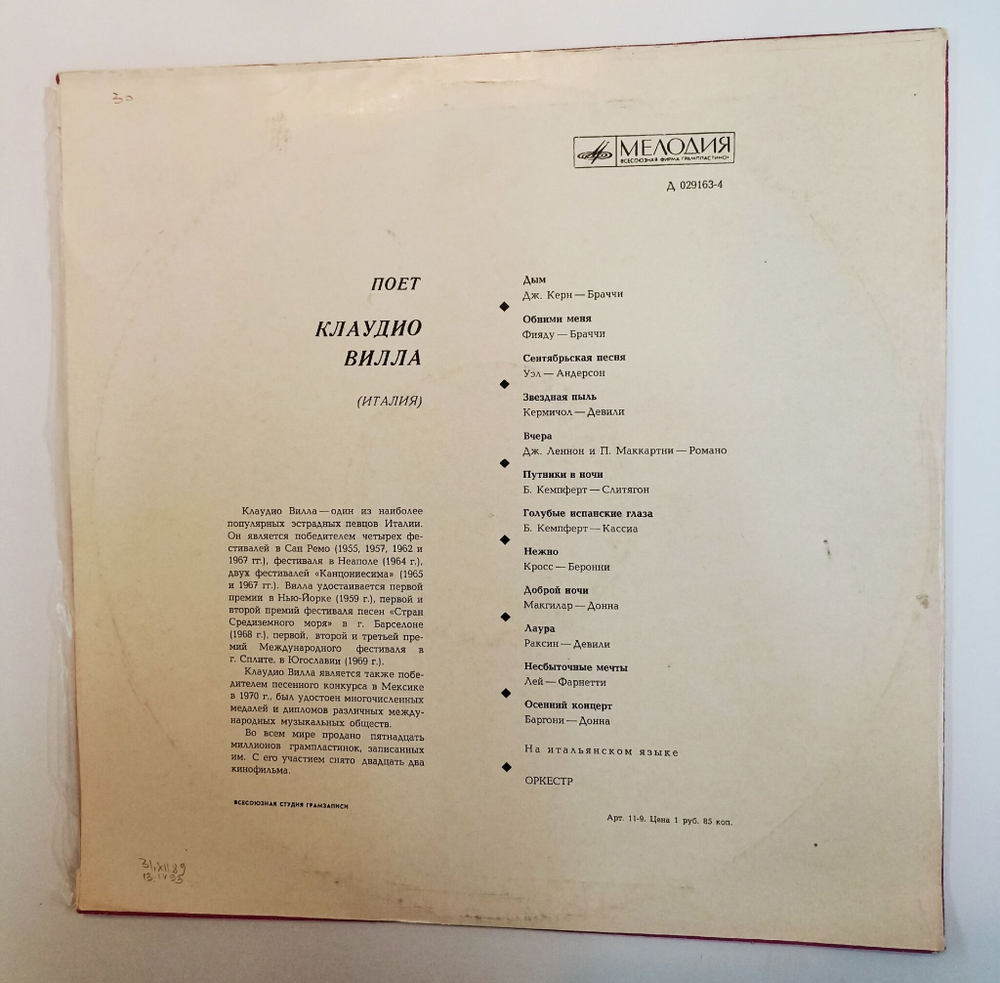 30
МЕЛОДИЯ
ВСЕСОЮЗНАЯ ФИРМА ГРАМПЛАСТИНОК
Д 029163-4
ПОЕТ
КЛАУДИО
ВИЛЛА
(ИТАЛИЯ)
Клаудио Вилла — один из наиболее
популярных эстрадных певцов Италии.
Он является победителем четырех фе-
стивалей в Сан Ремо (1955, 1957, 1962 и
1967 гг.), фестиваля в Неаполе (1964 г.),
двух фестивалей «Канцониесима» (1965
и 1967 гг.). Вилла удостаивается первой
премии в Нью-Йорке (1959 г.), первой и
второй премий фестиваля песен «Стран
Средиземного моря» в г. Барселоне
(1968 г.), первой, второй и третьей пре-
мий Международного фестиваля в
г. Сплите, в Югославии (1969 г.).
Клаудио Вилла является также побе-
дителем песенного конкурса в Мексике
в 1970 г., был удостоен многочисленных
медалей и дипломов различных между-
народных музыкальных обществ.
Во всем мире продано пятнадцать
миллионов грампластинок, записанных
им. С его участием снято двадцать два
кинофильма.
ВСЕСОЮЗНАЯ СТУДИЯ ГРАМЗАПИСИ
Дым
Дж. Керн — Браччи
Обними меня
Фияду — Браччи
Сентябрьская песня
Уэл — Андерсон
Звездная пыль
Кермичол — Девили
Вчера
Дж. Леннон и П. Маккартни — Романо
Путники в ночи
Б. Кемпферт — Слитягон
Голубые испанские глаза
Б. Кемпферт — Кассиа
Нежно
Кросс — Беронни
Доброй ночи
Макгилар — Донна
Лаура
Раксин — Девили
Несбыточные мечты
Лей — Фарнетти
Осенний концерт
Баргони — Донна
На итальянском языке
ОРКЕСТР
Арт. 11-9. Цена 1 руб. 85 коп.
31.XII 89
13.IV 95